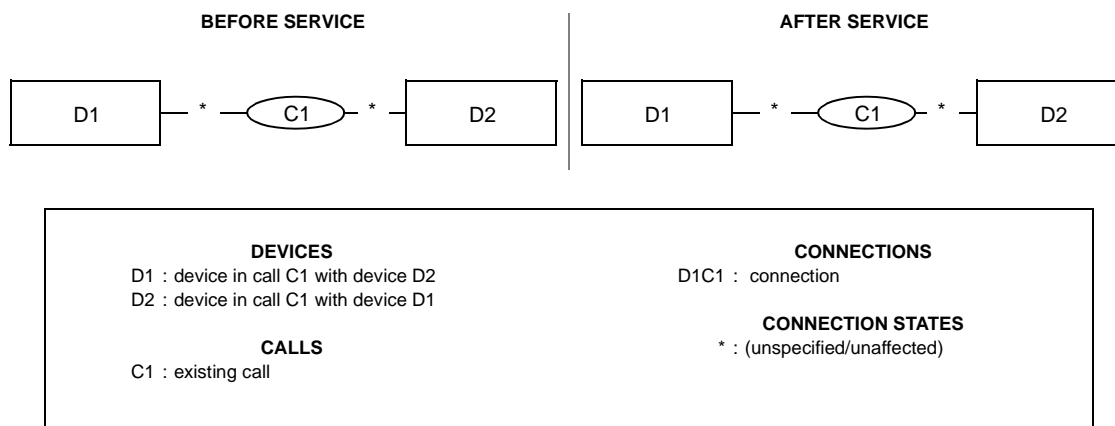 BEFORE SERVICE
AFTER SERVICE
D1 * C1 * D2
D1 * C1 * D2
DEVICES
D1 : device in call C1 with device D2
D2 : device in call C1 with device D1
CALLS
C1 : existing call
CONNECTIONS
D1C1 : connection
CONNECTION STATES
* : (unspecified/unaffected)